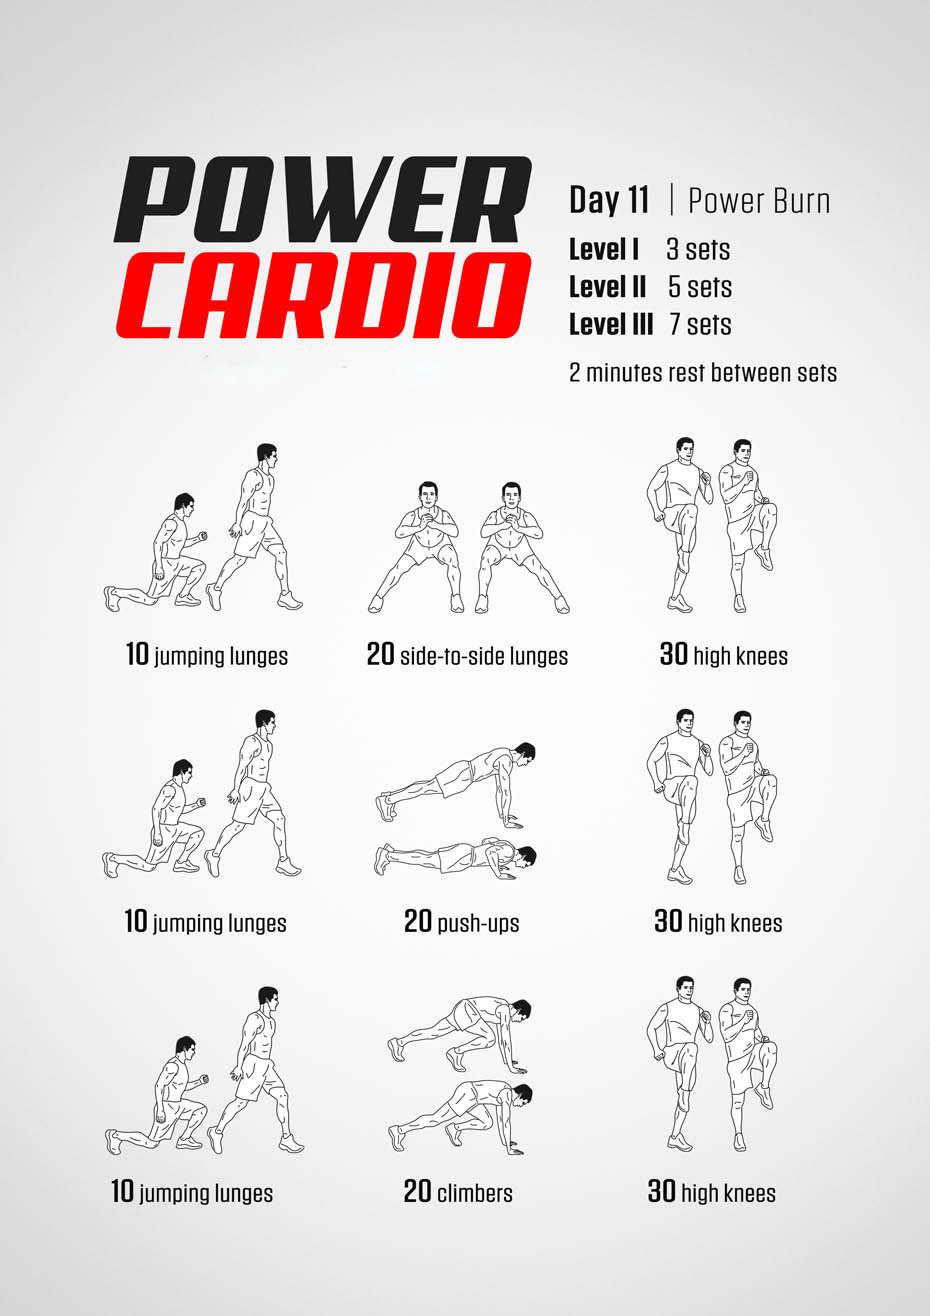 POWER
CARDIO
Day 11 | Power Burn
Level I 3 sets
Level II 5 sets
Level III 7 sets
2 minutes rest between sets
10 jumping lunges
20 side-to-side lunges
30 high knees
10 jumping lunges
20 push-ups
30 high knees
10 jumping lunges
20 climbers
30 high knees